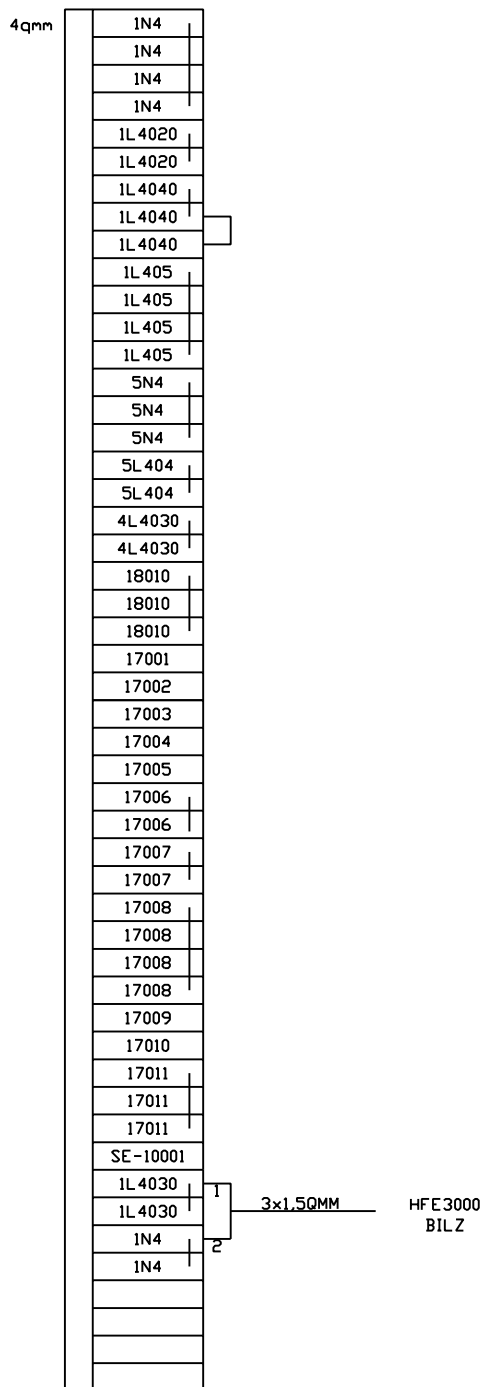 4qmm
1N4
1N4
1N4
1N4
1L4020
1L4020
1L4040
1L4040
1L4040
1L405
1L405
1L405
1L405
5N4
5N4
5N4
5L404
5L404
4L4030
4L4030
18010
18010
18010
17001
17002
17003
17004
17005
17006
17006
17007
17007
17008
17008
17008
17008
17009
17010
17011
17011
17011
SE-10001
1L4030
1
1L4030
3x1,5QMM
HFE3000
BILZ
1N4
2
1N4